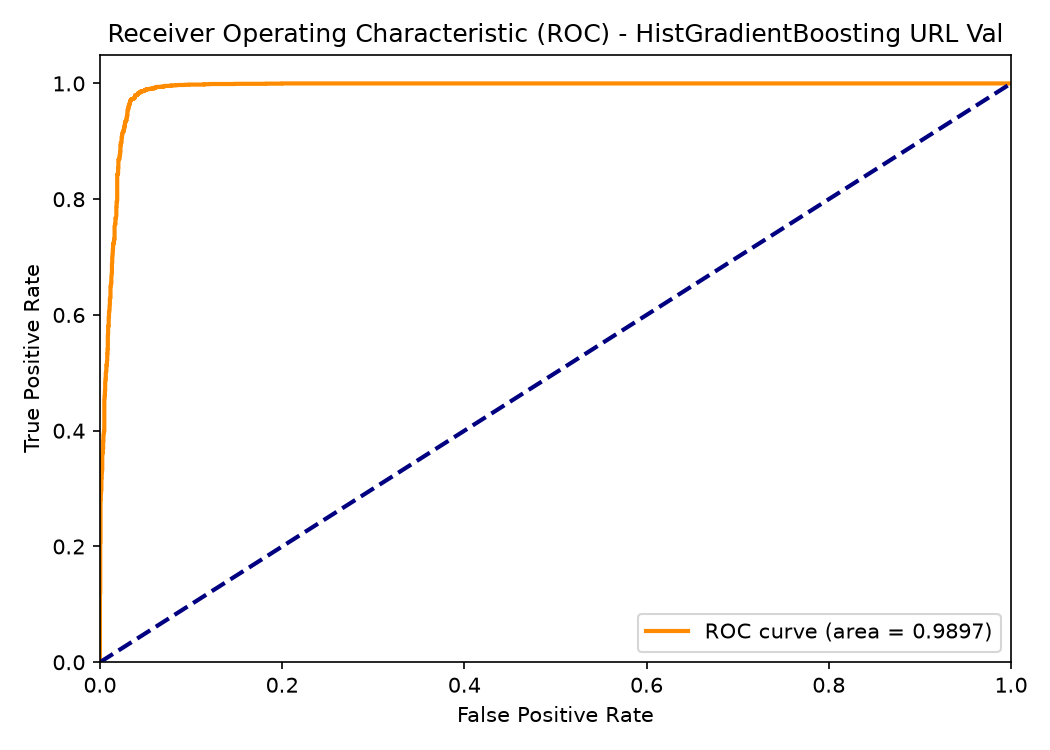 Receiver Operating Characteristic (ROC) - HistGradientBoosting URL Val
True Positive Rate
1.0
0.8
0.6
0.4
0.2
0.0
0.0 0.2 0.4 0.6 0.8 1.0
False Positive Rate
ROC curve (area = 0.9897)